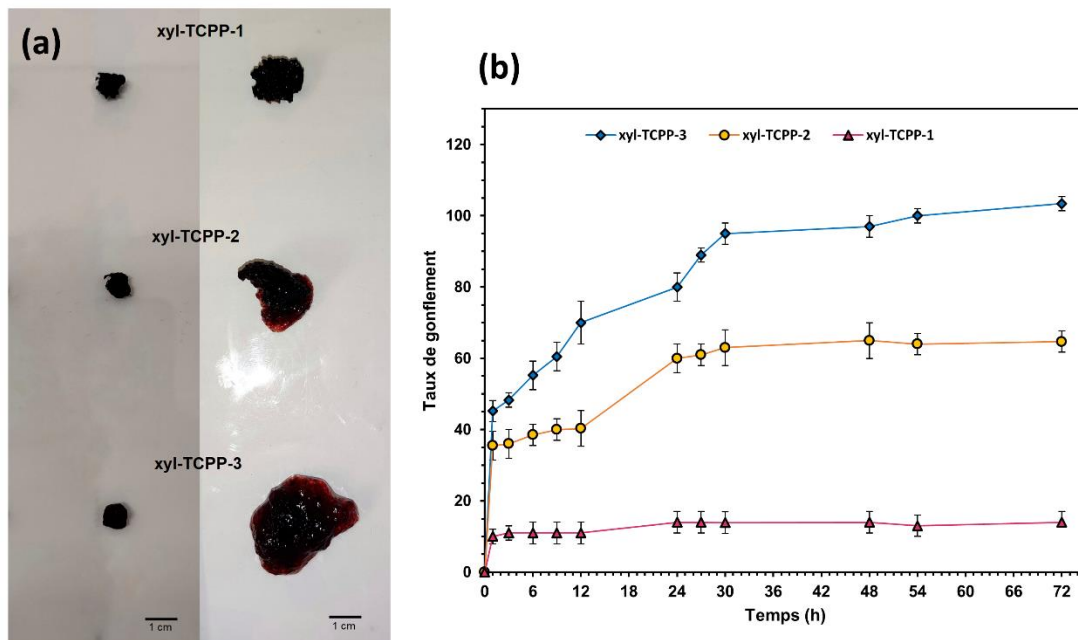 (a)
xyl-TCPP-1
xyl-TCPP-2
xyl-TCPP-3
1 cm
1 cm
(b)
Taux de gonflement
120
100
80
60
40
20
0
xyl-TCPP-3 xyl-TCPP-2 xyl-TCPP-1
0 6 12 18 24 30 36 42 48 54 60 66 72
Temps (h)